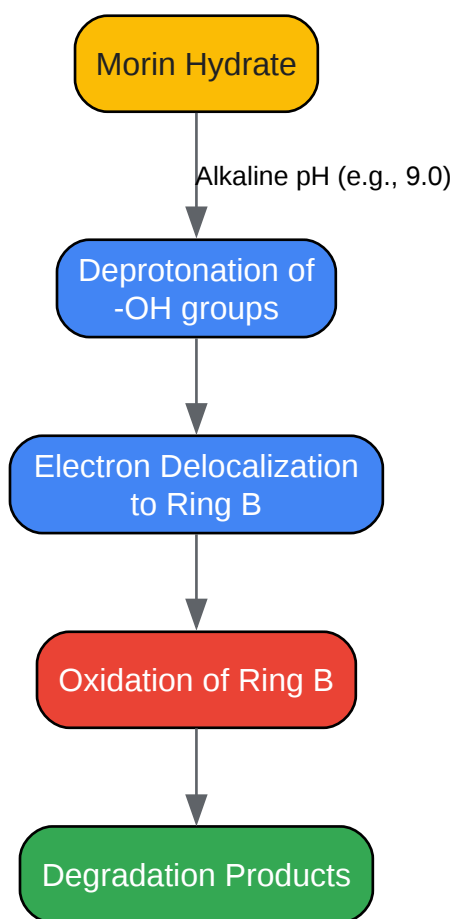 Morin Hydrate
Alkaline pH (e.g., 9.0)
Deprotonation of
-OH groups
Electron Delocalization
to Ring B
Oxidation of Ring B
Degradation Products